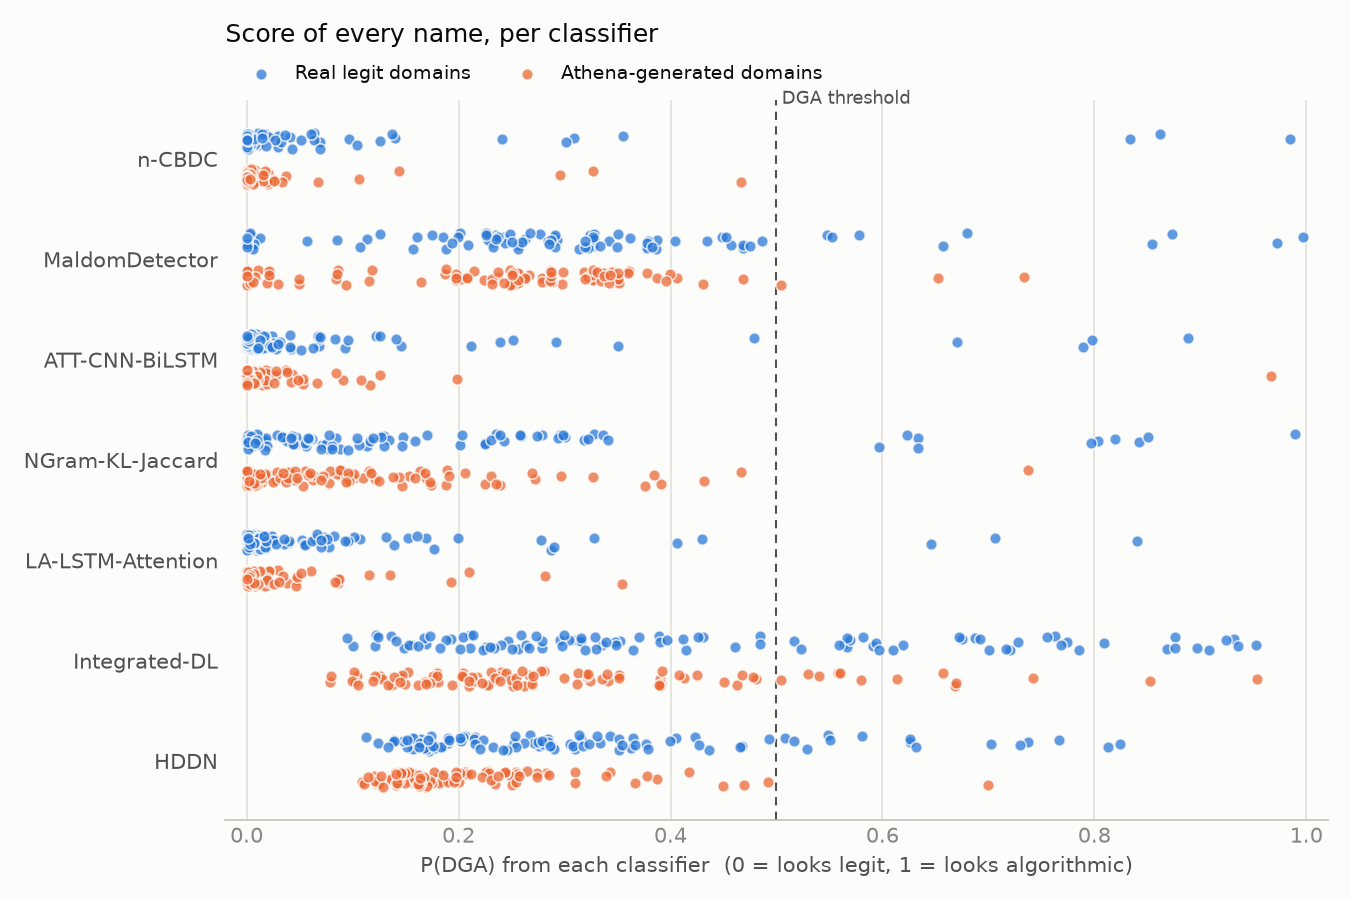 Score of every name, per classifier
Real legit domains
Athena-generated domains
DGA threshold
n-CBDC
MaldomDetector
ATT-CNN-BiLSTM
NGram-KL-Jaccard
LA-LSTM-Attention
Integrated-DL
HDDN
0.0 0.2 0.4 0.6 0.8 1.0
P(DGA) from each classifier (0 = looks legit, 1 = looks algorithmic)